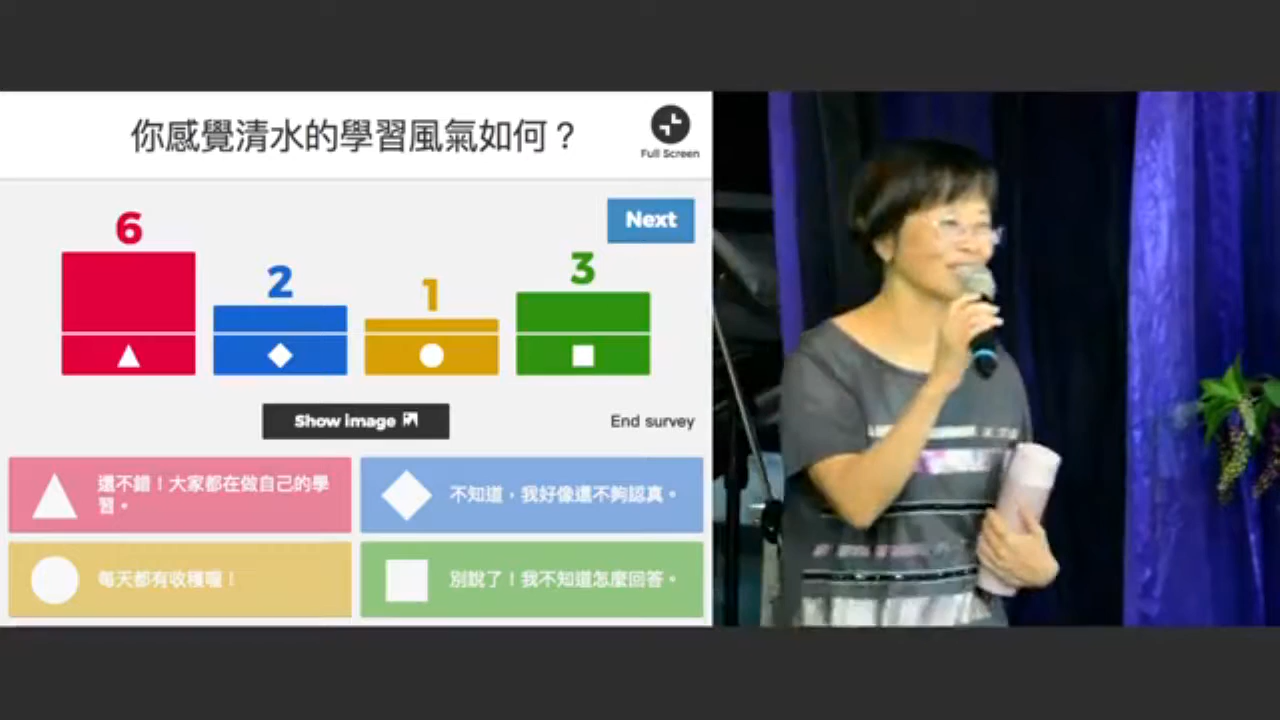 你感覺清水的學習風氣如何？
Full Screen
Next
6
2
1
3
Show image
End survey
還不錯！大家都在做自己的學
習。
不知道，我好像還不夠認真。
每天都有收穫喔！
別說了！我不知道怎麼回答。